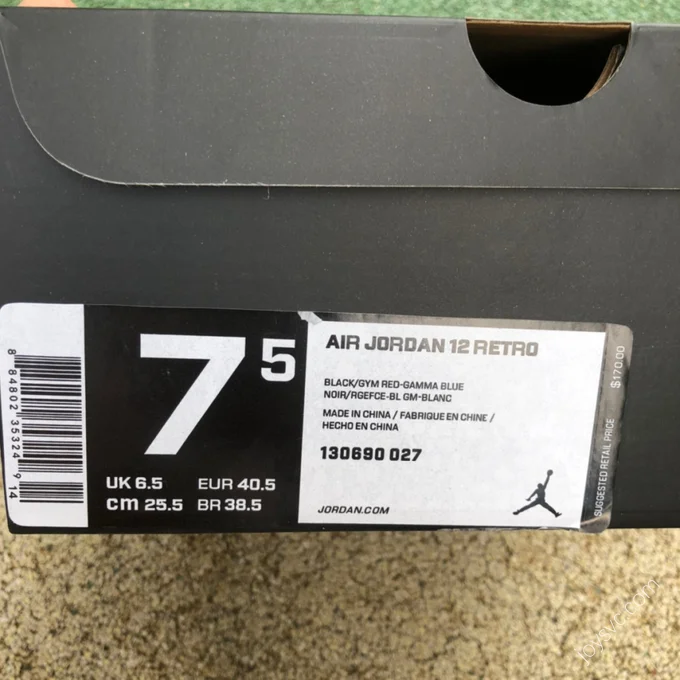 8 84802 35324 9 14
7 5
UK 6.5 EUR 40.5
cm 25.5 BR 38.5
AIR JORDAN 12 RETRO
BLACK/GYM RED-GAMMA BLUE
NOIR/RGEFCE-BL GM-BLANC
MADE IN CHINA / FABRIQUE EN CHINE /
HECHO EN CHINA
130690 027
JORDAN.COM
SUGGESTED RETAIL PRICE $170.00